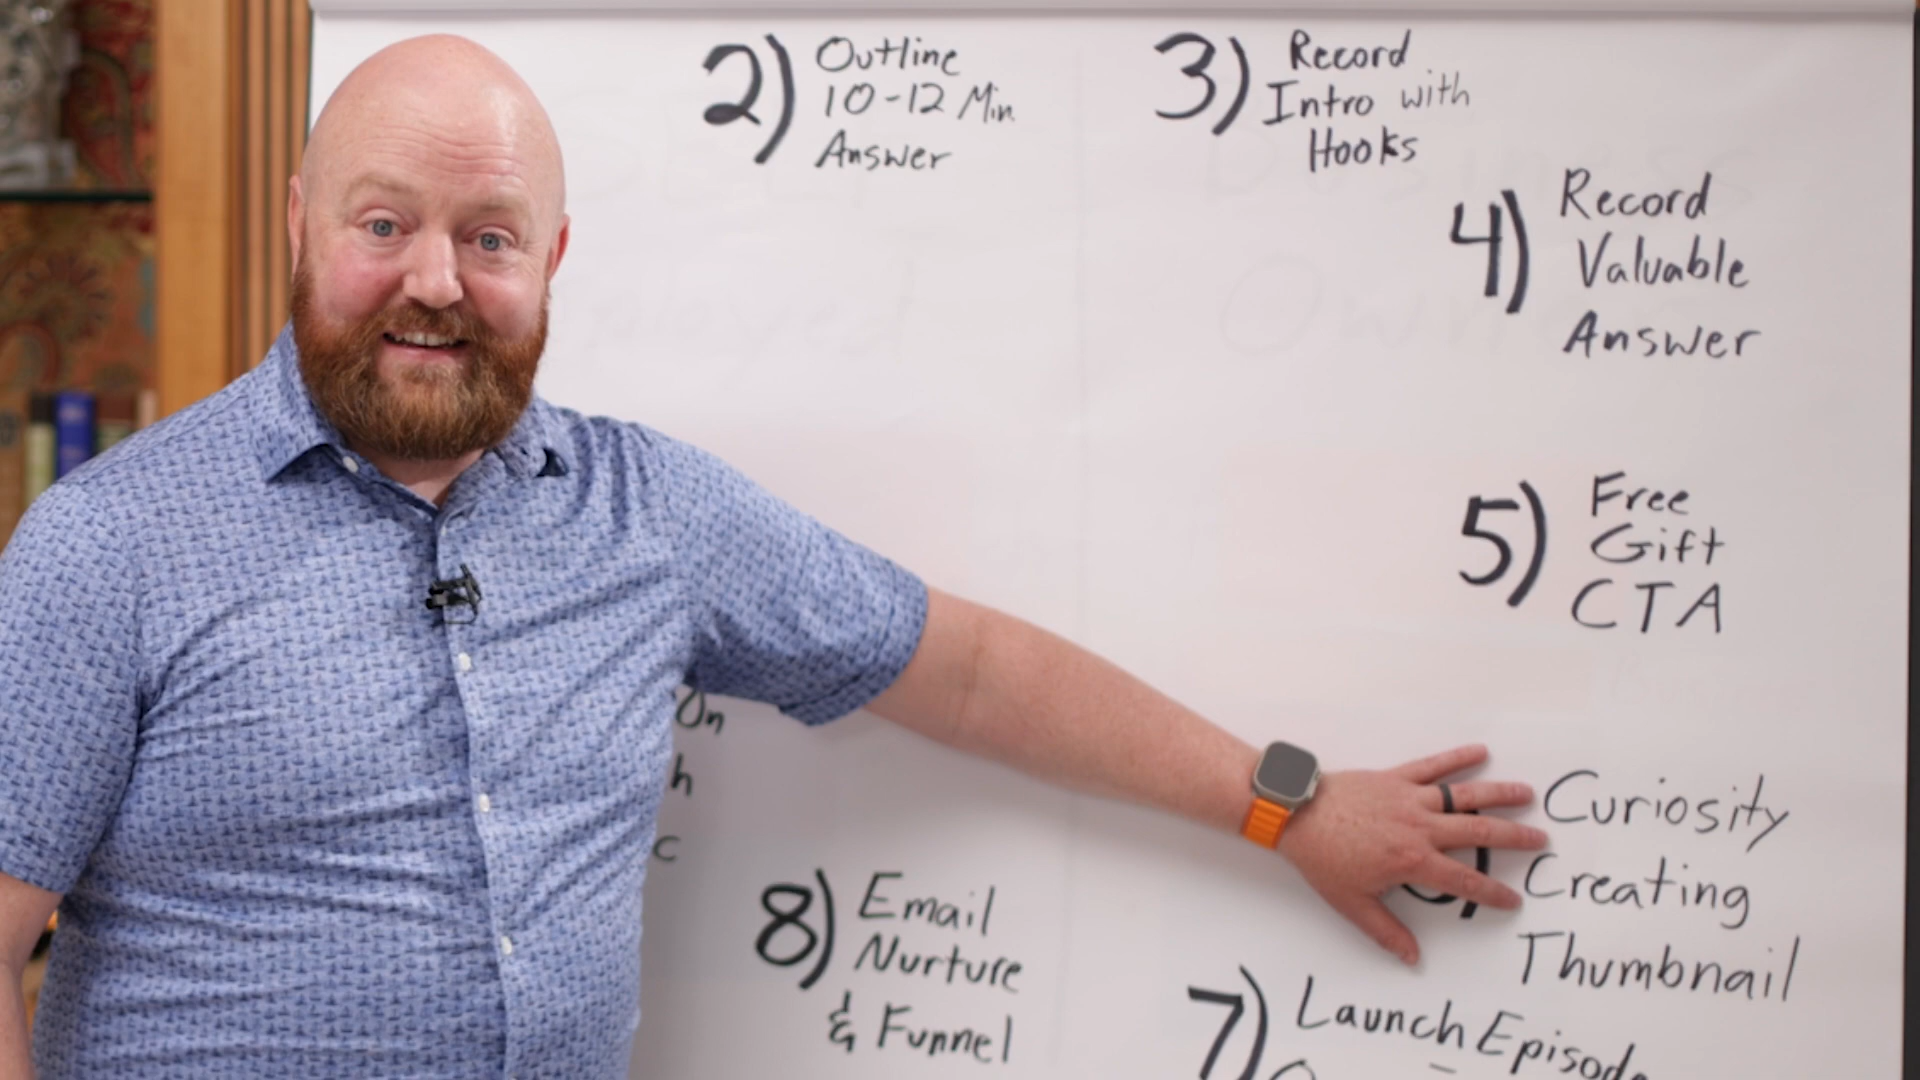 2) Outline
10-12 Min.
Answer
3) Record
Intro with
Hooks
4) Record
Valuable
Answer
5) Free
Gift
CTA
Curiosity
Creating
Thumbnail
7) Launch Episode
8) Email
Nurture
& Funnel
On
h
c